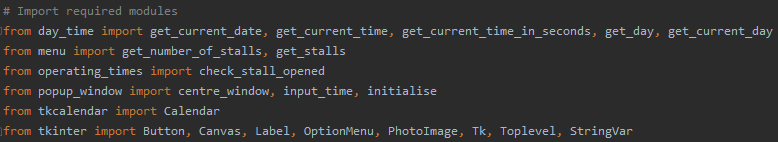 # Import required modules
from day_time import get_current_date, get_current_time, get_current_time_in_seconds, get_day, get_current_day
from menu import get_number_of_stalls, get_stalls
from operating_times import check_stall_opened
from popup_window import centre_window, input_time, initialise
from tkcalendar import Calendar
from tkinter import Button, Canvas, Label, OptionMenu, PhotoImage, Tk, Toplevel, StringVar